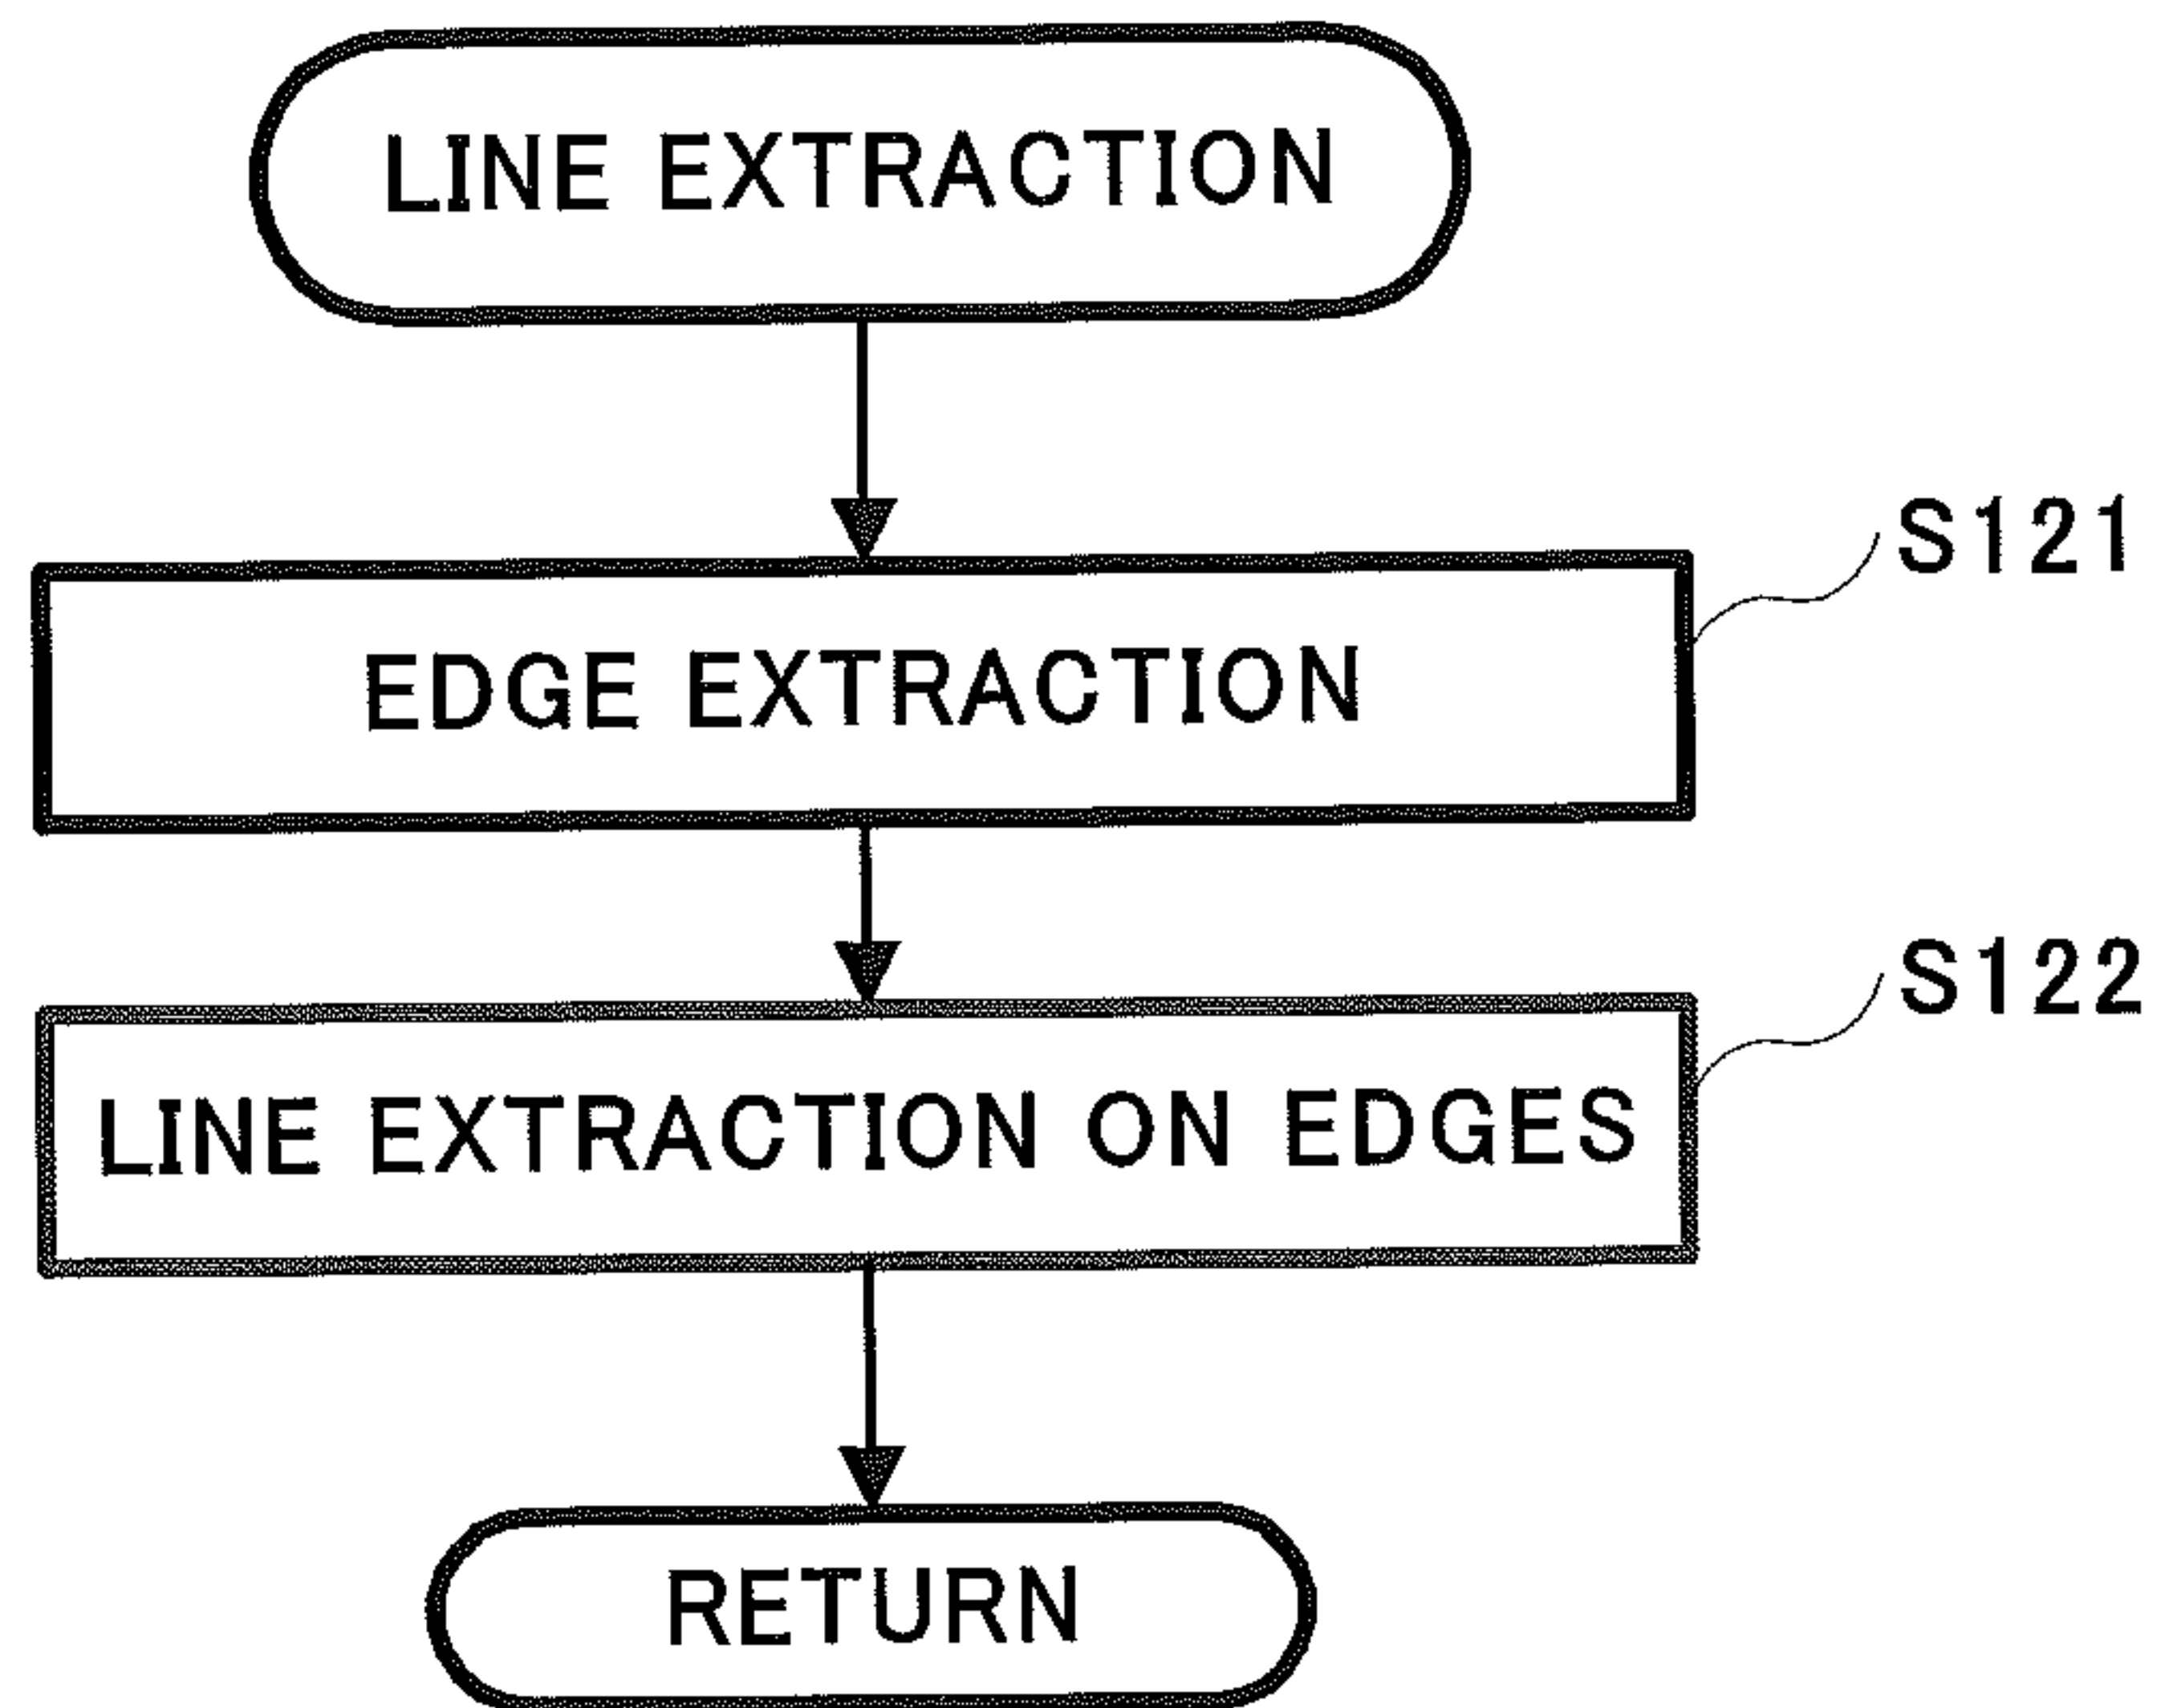 LINE EXTRACTION
S121
EDGE EXTRACTION
S122
LINE EXTRACTION ON EDGES
RETURN